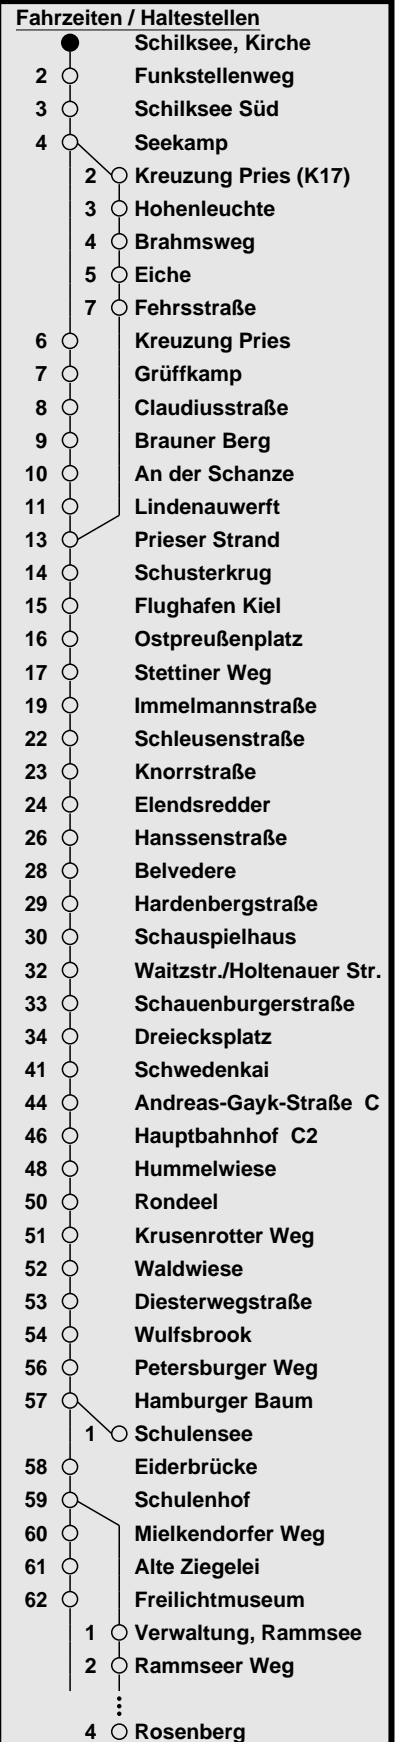 Fahrzeiten / Haltestellen
Schilksee, Kirche
2 Funkstellenweg
3 Schilksee Süd
4 Seekamp
2 Kreuzung Pries (K17)
3 Hohenleuchte
4 Brahmsweg
5 Eiche
7 Fehrsstraße
6 Kreuzung Pries
7 Grüffkamp
8 Claudiusstraße
9 Brauner Berg
10 An der Schanze
11 Lindenauwerft
13 Prieser Strand
14 Schusterkrug
15 Flughafen Kiel
16 Ostpreußenplatz
17 Stettiner Weg
19 Immelmannstraße
22 Schleusenstraße
23 Knorrstraße
24 Elendsredder
26 Hanssenstraße
28 Belvedere
29 Hardenbergstraße
30 Schauspielhaus
32 Waitzstr./Holtenauer Str.
33 Schauenburgerstraße
34 Dreiecksplatz
41 Schwedenkai
44 Andreas-Gayk-Straße C
46 Hauptbahnhof C2
48 Hummelwiese
50 Rondeel
51 Krusenrotter Weg
52 Waldwiese
53 Diesterwegstraße
54 Wulfsbrook
56 Petersburger Weg
57 Hamburger Baum
1 Schulensee
58 Eiderbrücke
59 Schulenhof
60 Mielkendorfer Weg
61 Alte Ziegelei
62 Freilichtmuseum
1 Verwaltung, Rammsee
2 Rammseer Weg
4 Rosenberg